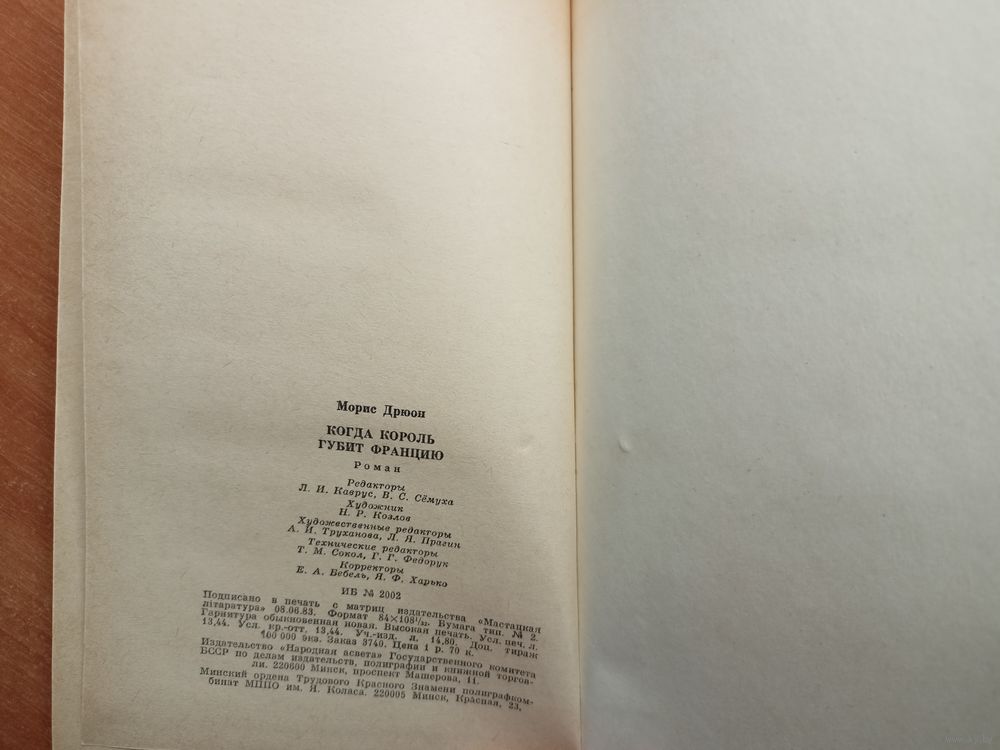 Морис Дрюон
КОГДА КОРОЛЬ
ГУБИТ ФРАНЦИЮ
Роман
Редакторы
Л. И. Каврус, В. С. Сёмуха
Художник
Н. Р. Козлов
Художественные редакторы
А. И. Труханова, Л. Я. Прагин
Технические редакторы
Т. М. Сокол, Г. Г. Федорук
Корректоры
Е. А. Бебель, Я. Ф. Харько
ИБ № 2002
Подписано в печать с матриц издательства «Мастацкая
літаратура» 08.06.83. Формат 84×108¹/₃₂. Бумага тип. № 2.
Гарнитура обыкновенная новая. Высокая печать. Усл. печ. л.
13,44. Усл. кр.-отт. 13,44. Уч.-изд. л. 14,80. Доп. тираж
100 000 экз. Заказ 3740. Цена 1 р. 70 к.
Издательство «Народная асвета» Государственного комитета
БССР по делам издательств, полиграфии и книжной торгов-
ли. 220600 Минск, проспект Машерова, 11.
Минский ордена Трудового Красного Знамени полиграфком-
бинат МППО им. Я. Коласа. 220005 Минск, Красная, 23.